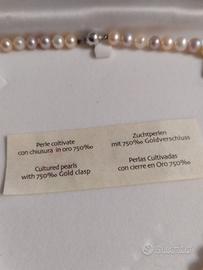 Perle coltivate
con chiusura in oro 750‰
Zuchtperlen
mit 750‰ Goldverschluss
Cultured pearls
with 750‰ Gold clasp
Perlas Cultivadas
con cierre en Oro 750‰
subito